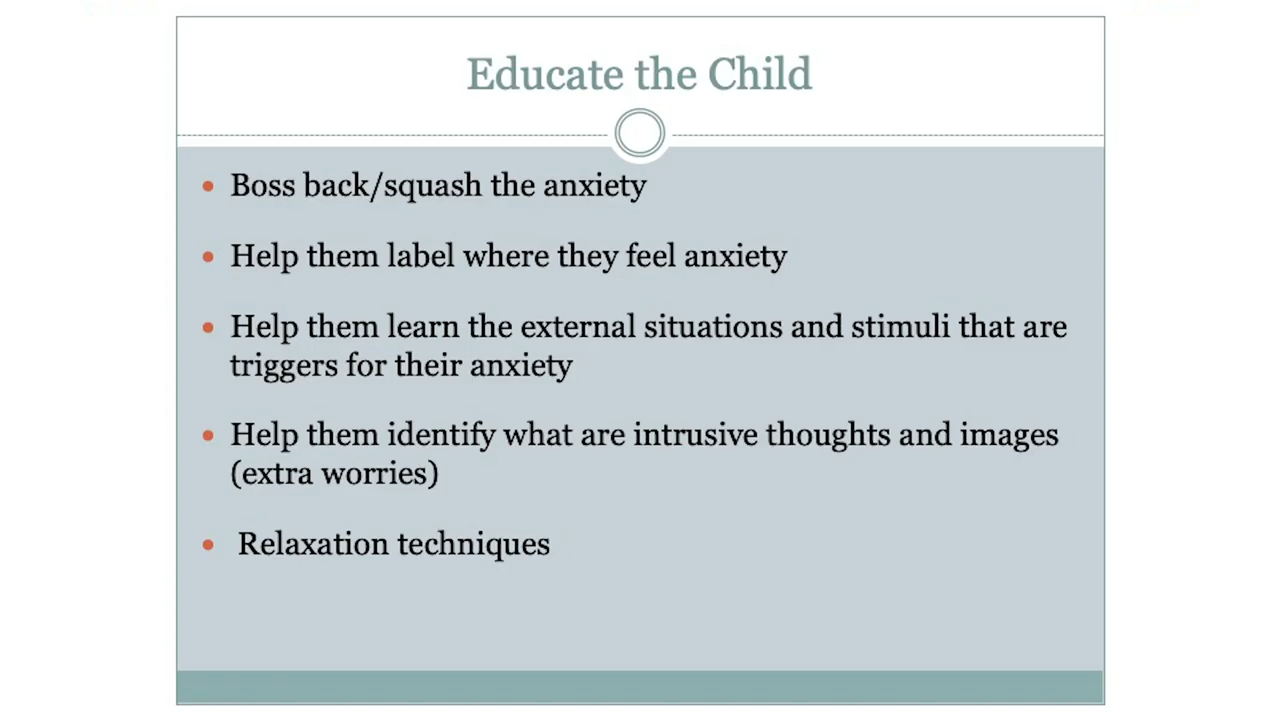 Educate the Child
• Boss back/squash the anxiety
• Help them label where they feel anxiety
• Help them learn the external situations and stimuli that are
triggers for their anxiety
• Help them identify what are intrusive thoughts and images
(extra worries)
• Relaxation techniques